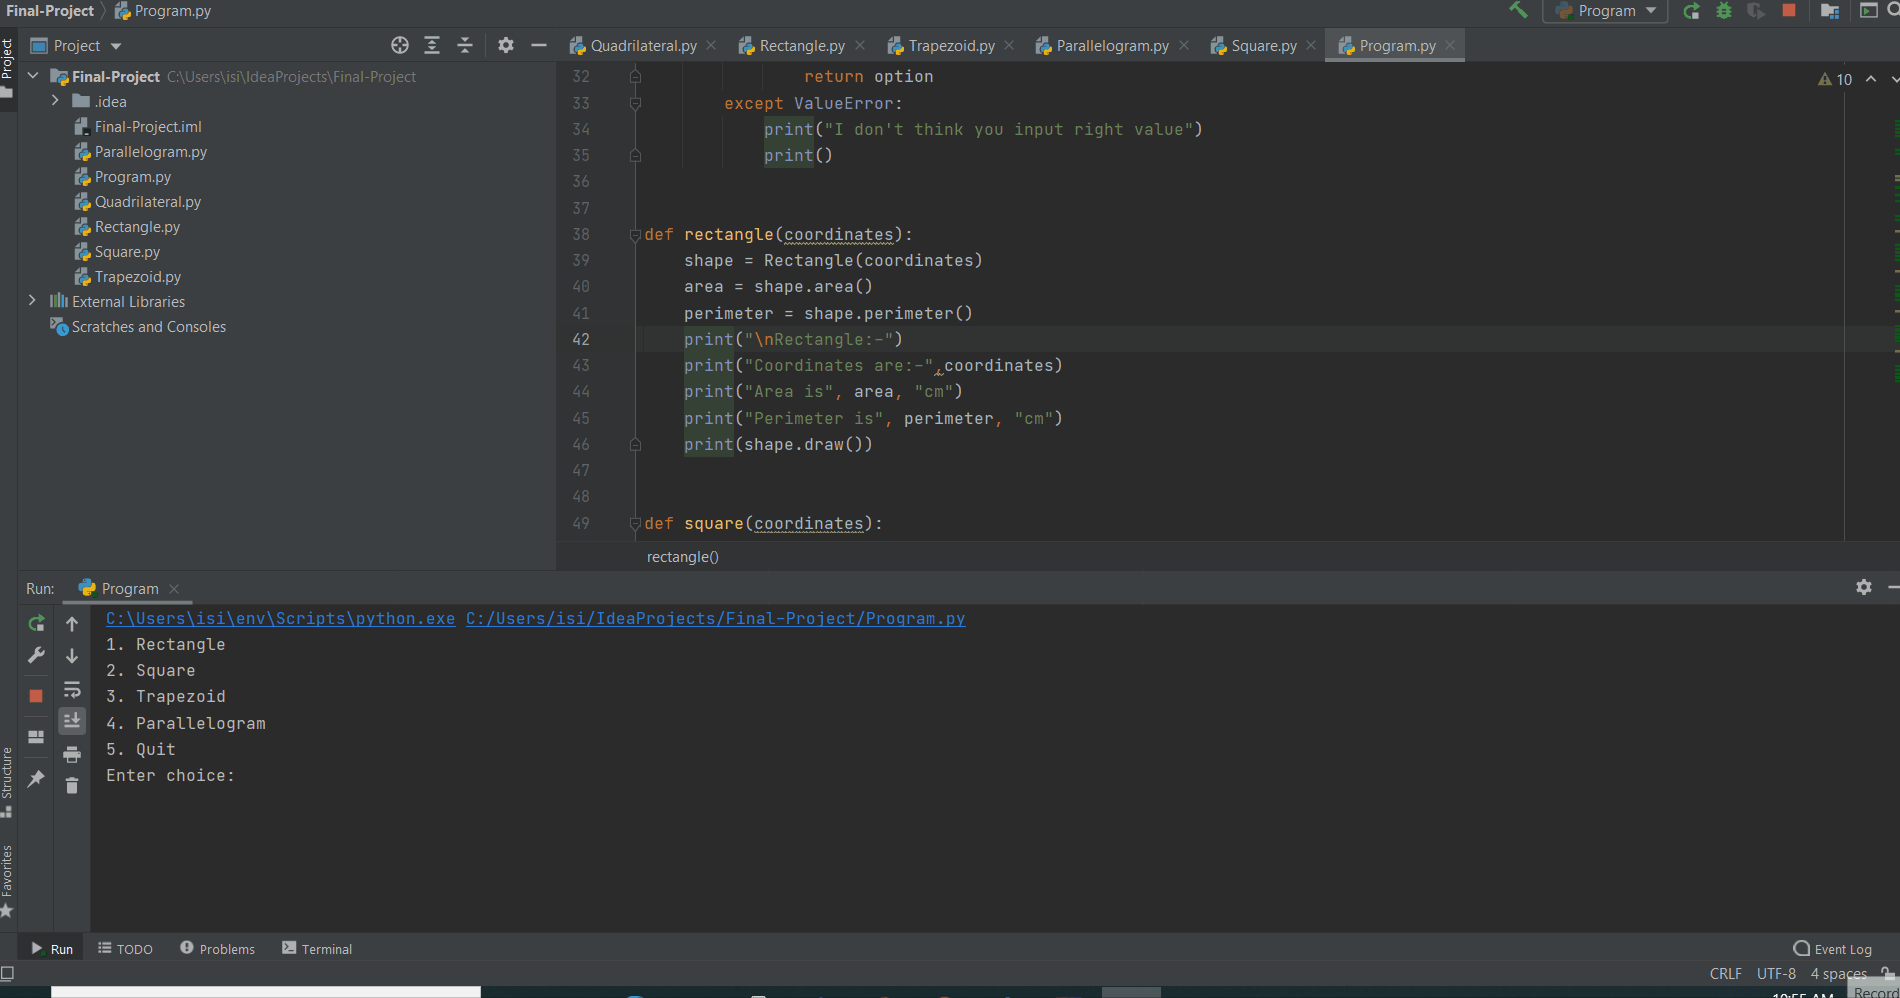 Final-Project Program.py
Program
Project
Project
Quadrilateral.py Rectangle.py Trapezoid.py Parallelogram.py Square.py Program.py
Final-Project C:\Users\isi\IdeaProjects\Final-Project
.idea
Final-Project.iml
Parallelogram.py
Program.py
Quadrilateral.py
Rectangle.py
Square.py
Trapezoid.py
External Libraries
Scratches and Consoles
10
32 return option
33 except ValueError:
34 print("I don't think you input right value")
35 print()
36
37
38 def rectangle(coordinates):
39 shape = Rectangle(coordinates)
40 area = shape.area()
41 perimeter = shape.perimeter()
42 print("\nRectangle:-")
43 print("Coordinates are:-",coordinates)
44 print("Area is", area, "cm")
45 print("Perimeter is", perimeter, "cm")
46 print(shape.draw())
47
48
49 def square(coordinates):
rectangle()
Run: Program
C:\Users\isi\env\Scripts\python.exe C:/Users/isi/IdeaProjects/Final-Project/Program.py
1. Rectangle
2. Square
3. Trapezoid
4. Parallelogram
5. Quit
Enter choice:
Structure
Favorites
Run TODO Problems Terminal
Event Log
CRLF UTF-8 4 spaces
Record